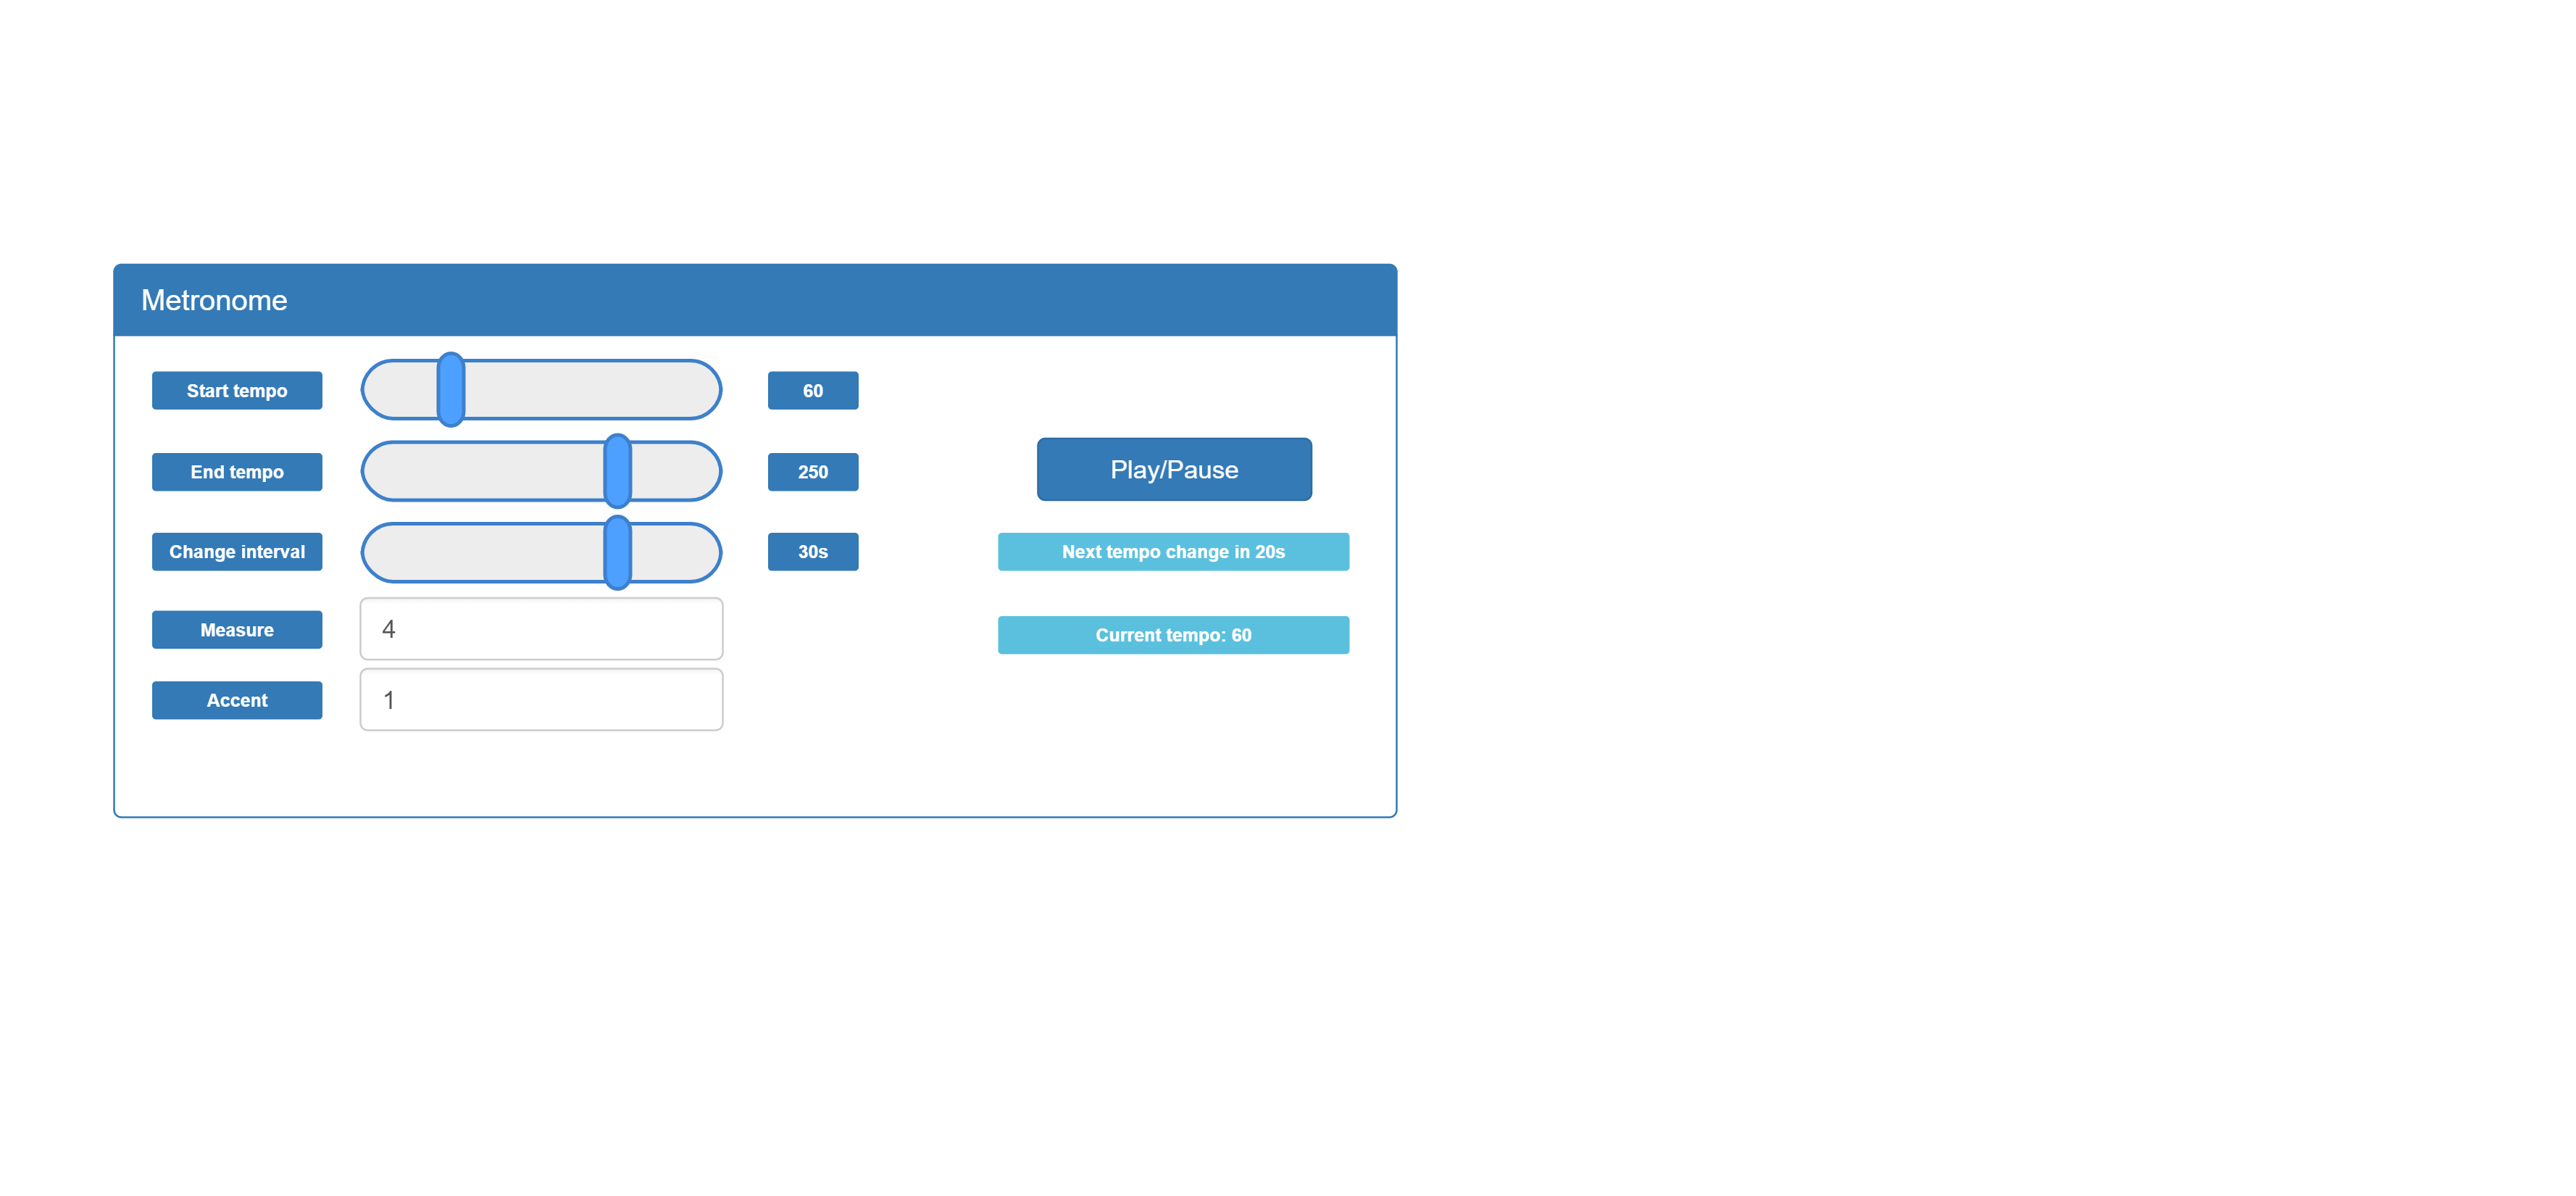 Metronome
Start tempo
60
End tempo
250
Play/Pause
Change interval
30s
Next tempo change in 20s
Measure
4
Current tempo: 60
Accent
1